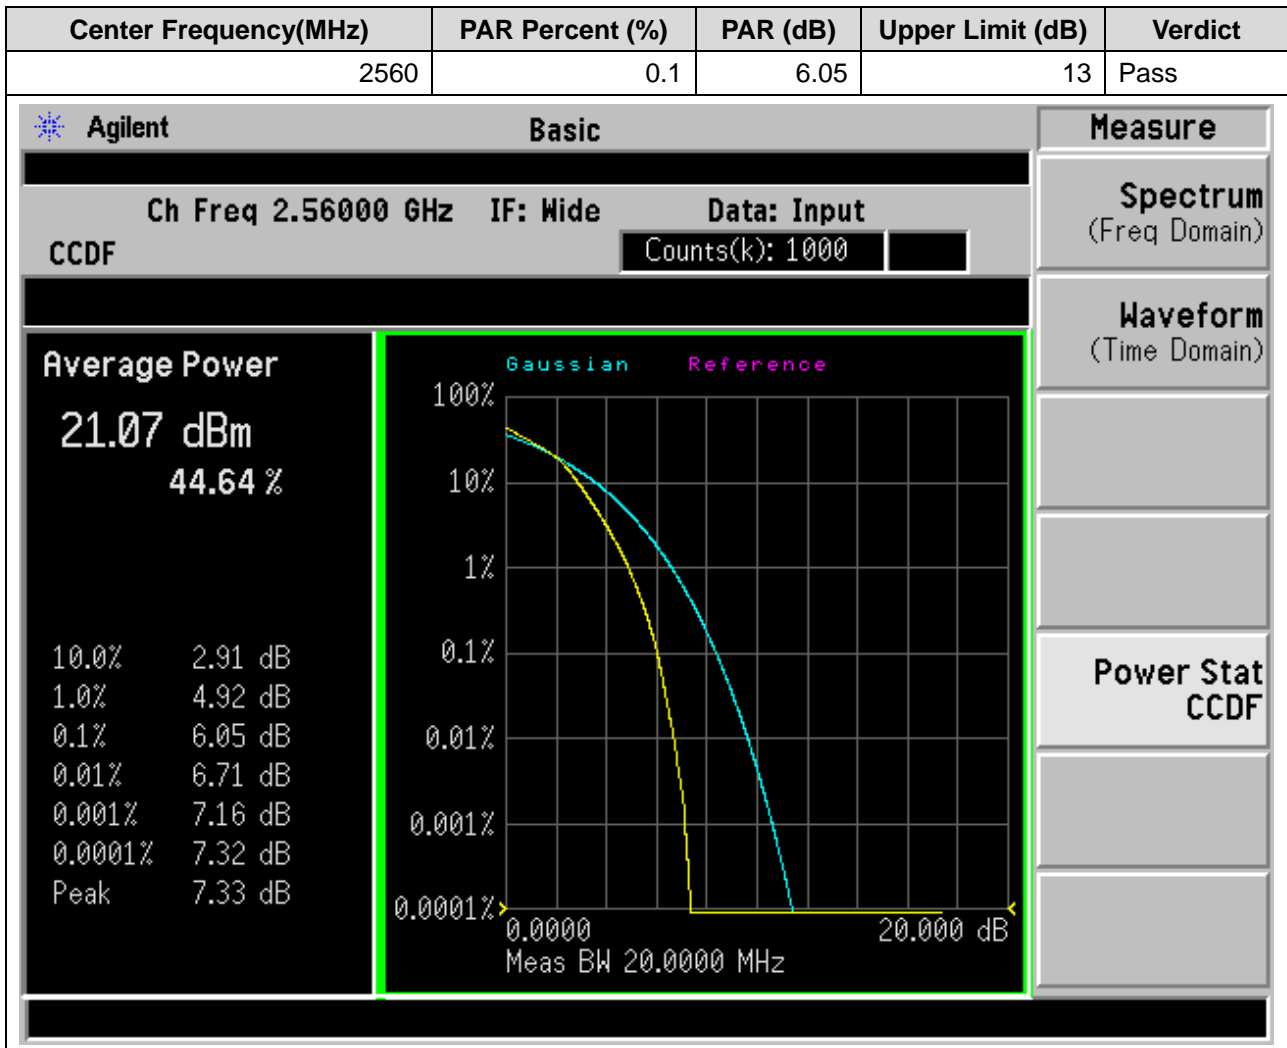 Center Frequency(MHz) PAR Percent (%) PAR (dB) Upper Limit (dB) Verdict
2560 0.1 6.05 13 Pass
Agilent Basic Measure
Ch Freq 2.56000 GHz IF: Wide Data: Input
CCDF Counts(k): 1000
Spectrum
(Freq Domain)
Waveform
(Time Domain)
Power Stat
CCDF
Average Power
21.07 dBm
44.64 %
10.0% 2.91 dB
1.0% 4.92 dB
0.1% 6.05 dB
0.01% 6.71 dB
0.001% 7.16 dB
0.0001% 7.32 dB
Peak 7.33 dB
Gaussian Reference
100%
10%
1%
0.1%
0.01%
0.001%
0.0001%
0.0000 20.000 dB
Meas BW 20.0000 MHz